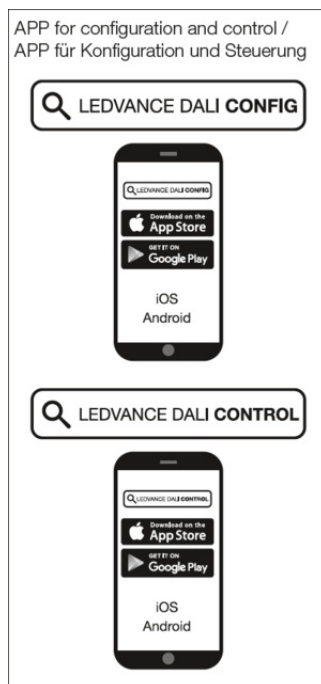 APP for configuration and control /
APP für Konfiguration und Steuerung
LEDVANCE DALI CONFIG
LEDVANCE DALI CONFIG
Download on the
App Store
GET IT ON
Google Play
iOS
Android
LEDVANCE DALI CONTROL
LEDVANCE DALI CONTROL
Download on the
App Store
GET IT ON
Google Play
iOS
Android